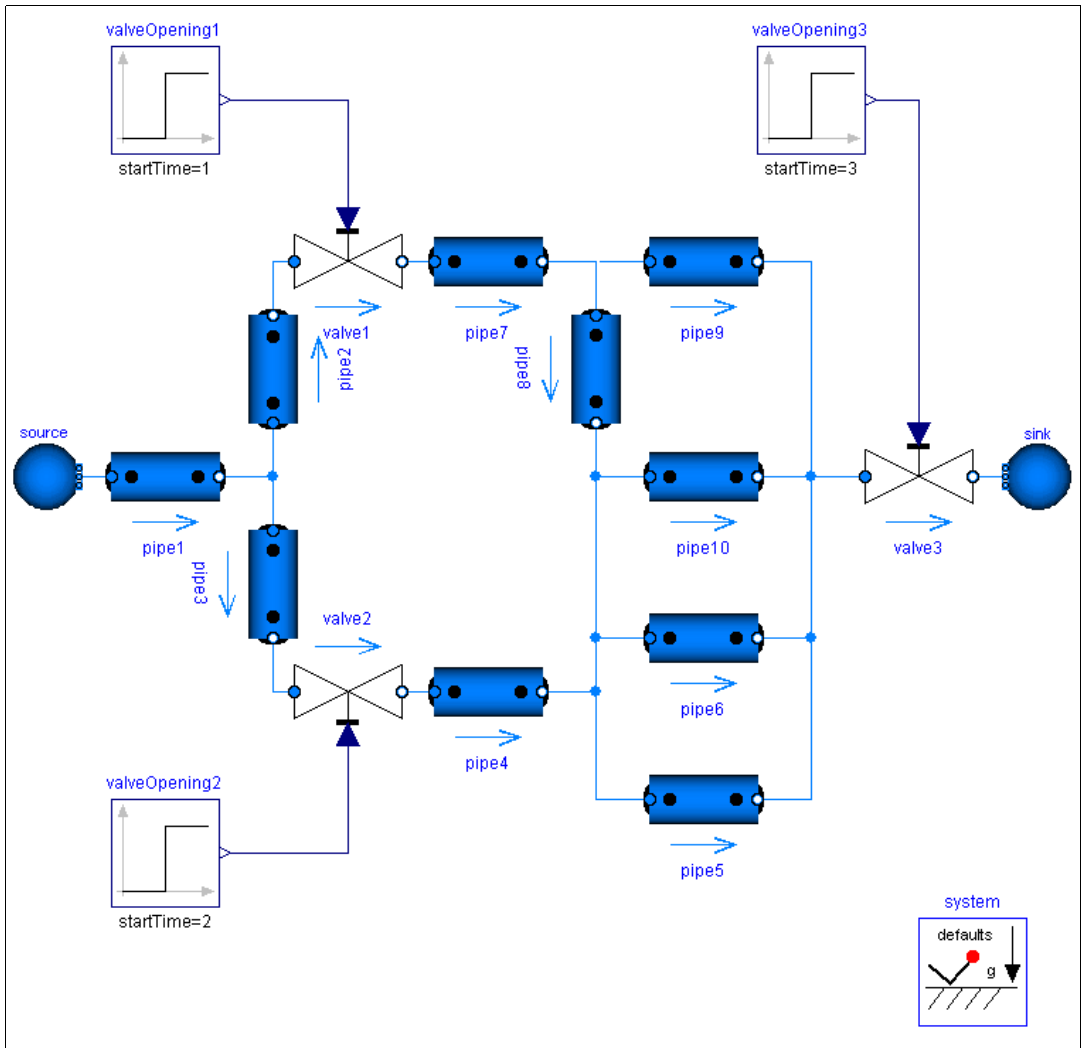 valveOpening1
valveOpening3
startTime=1
startTime=3
valve1
pipe2
pipe7
pipe8
pipe9
source
sink
pipe1
pipe3
pipe10
valve3
valve2
pipe6
pipe4
valveOpening2
pipe5
startTime=2
system
defaults
g